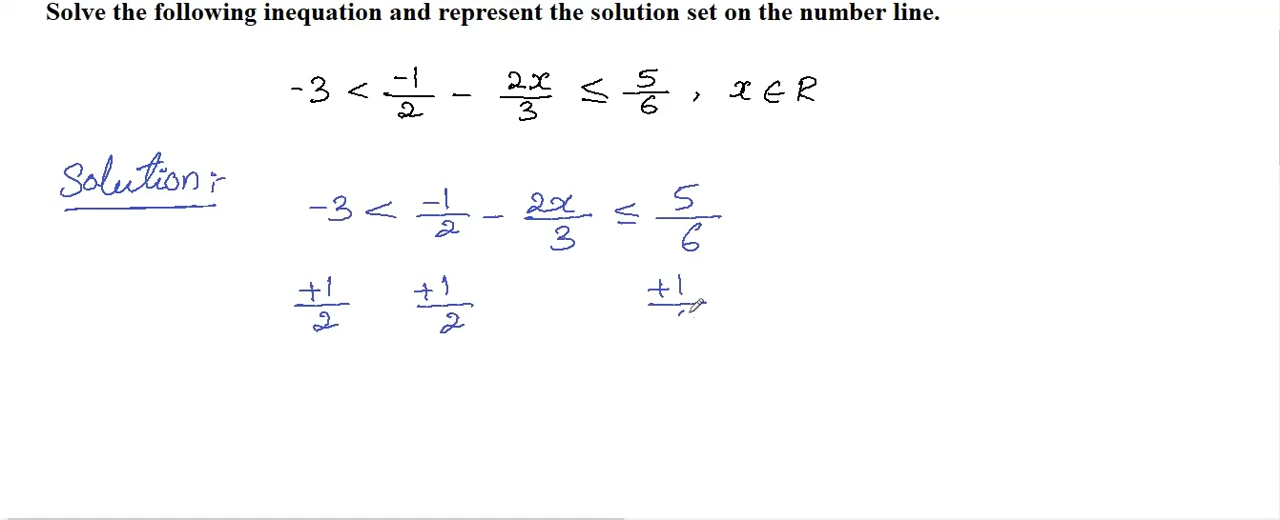 Solve the following inequation and represent the solution set on the number line.
-3 < -1/2 - 2x/3 ≤ 5/6 , x ∈ R
Solution:-
-3 < -1/2 - 2x/3 ≤ 5/6
+1/2 +1/2 +1/